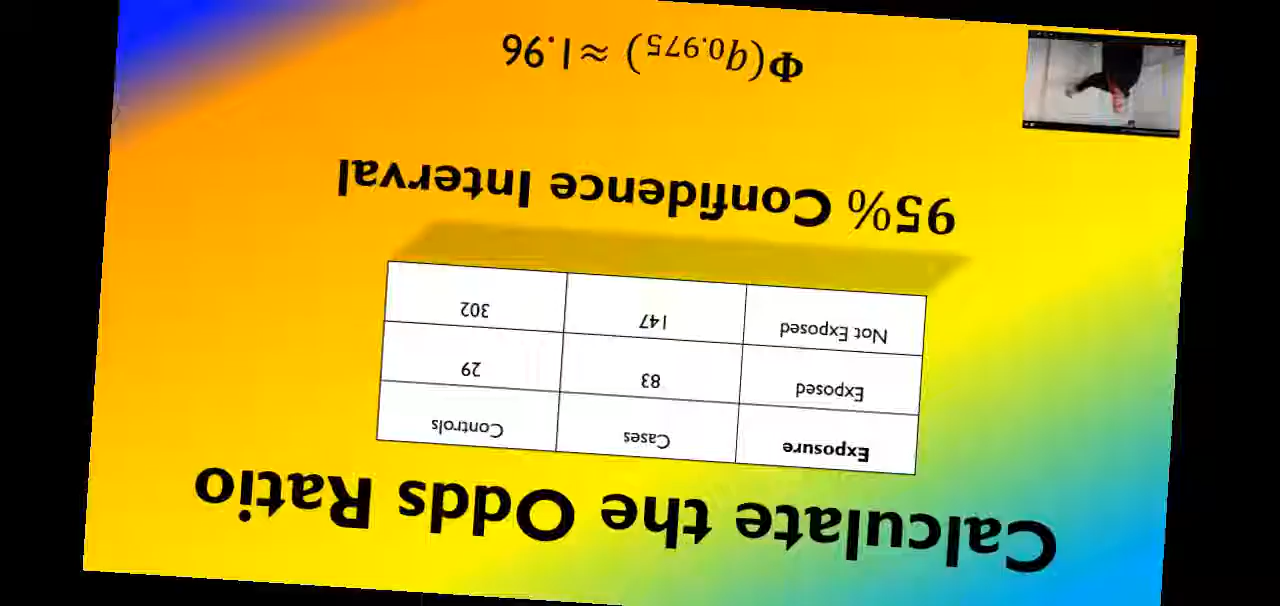 Calculate the Odds Ratio
Exposure Cases Controls
Exposed 83 29
Not Exposed 147 302
95% Confidence Interval
Φ(q0.975) ≈ 1.96